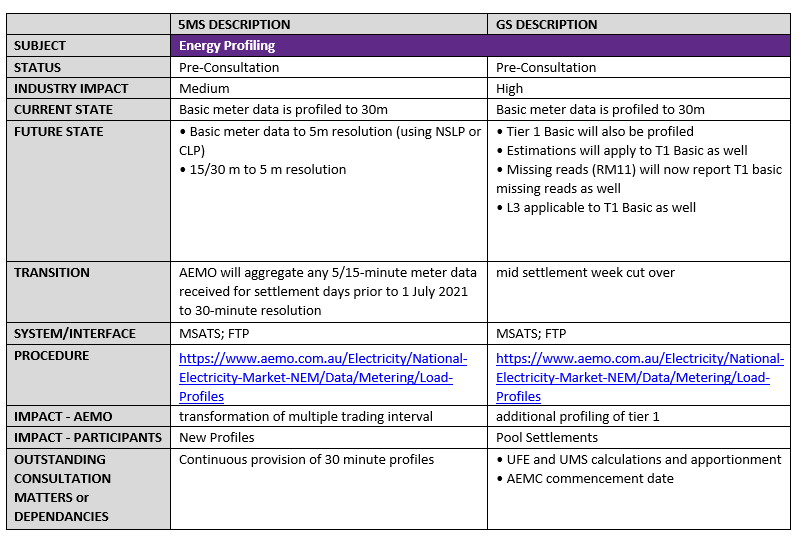 5MS DESCRIPTION GS DESCRIPTION
SUBJECT Energy Profiling
STATUS Pre-Consultation Pre-Consultation
INDUSTRY IMPACT Medium High
CURRENT STATE Basic meter data is profiled to 30m Basic meter data is profiled to 30m
FUTURE STATE
• Basic meter data to 5m resolution (using NSLP or
CLP)
• 15/30 m to 5 m resolution
• Tier 1 Basic will also be profiled
• Estimations will apply to T1 Basic as well
• Missing reads (RM11) will now report T1 basic
missing reads as well
• L3 applicable to T1 Basic as well
TRANSITION
AEMO will aggregate any 5/15-minute meter data
received for settlement days prior to 1 July 2021
to 30-minute resolution
mid settlement week cut over
SYSTEM/INTERFACE MSATS; FTP MSATS; FTP
PROCEDURE
https://www.aemo.com.au/Electricity/National-
Electricity-Market-NEM/Data/Metering/Load-
Profiles
https://www.aemo.com.au/Electricity/National-
Electricity-Market-NEM/Data/Metering/Load-
Profiles
IMPACT - AEMO transformation of multiple trading interval additional profiling of tier 1
IMPACT - PARTICIPANTS New Profiles Pool Settlements
OUTSTANDING
CONSULTATION
MATTERS or
DEPENDANCIES
Continuous provision of 30 minute profiles
• UFE and UMS calculations and apportionment
• AEMC commencement date